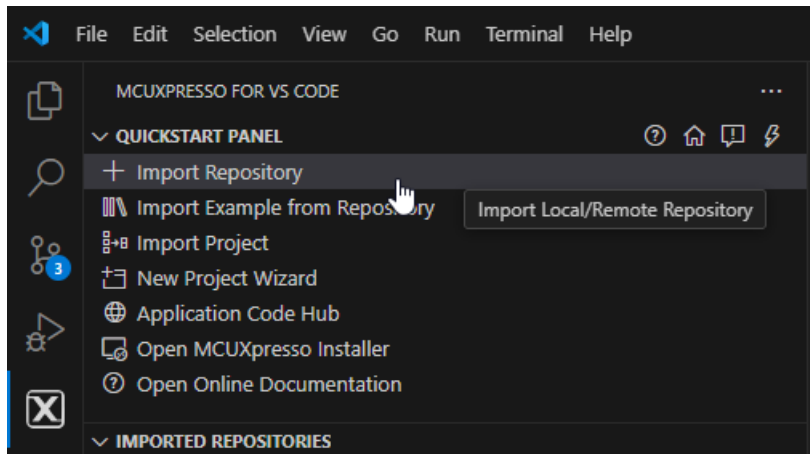 File Edit Selection View Go Run Terminal Help
MCUXPRESSO FOR VS CODE
QUICKSTART PANEL
Import Repository
Import Example from Repository
Import Local/Remote Repository
Import Project
3
New Project Wizard
Application Code Hub
Open MCUXpresso Installer
Open Online Documentation
IMPORTED REPOSITORIES